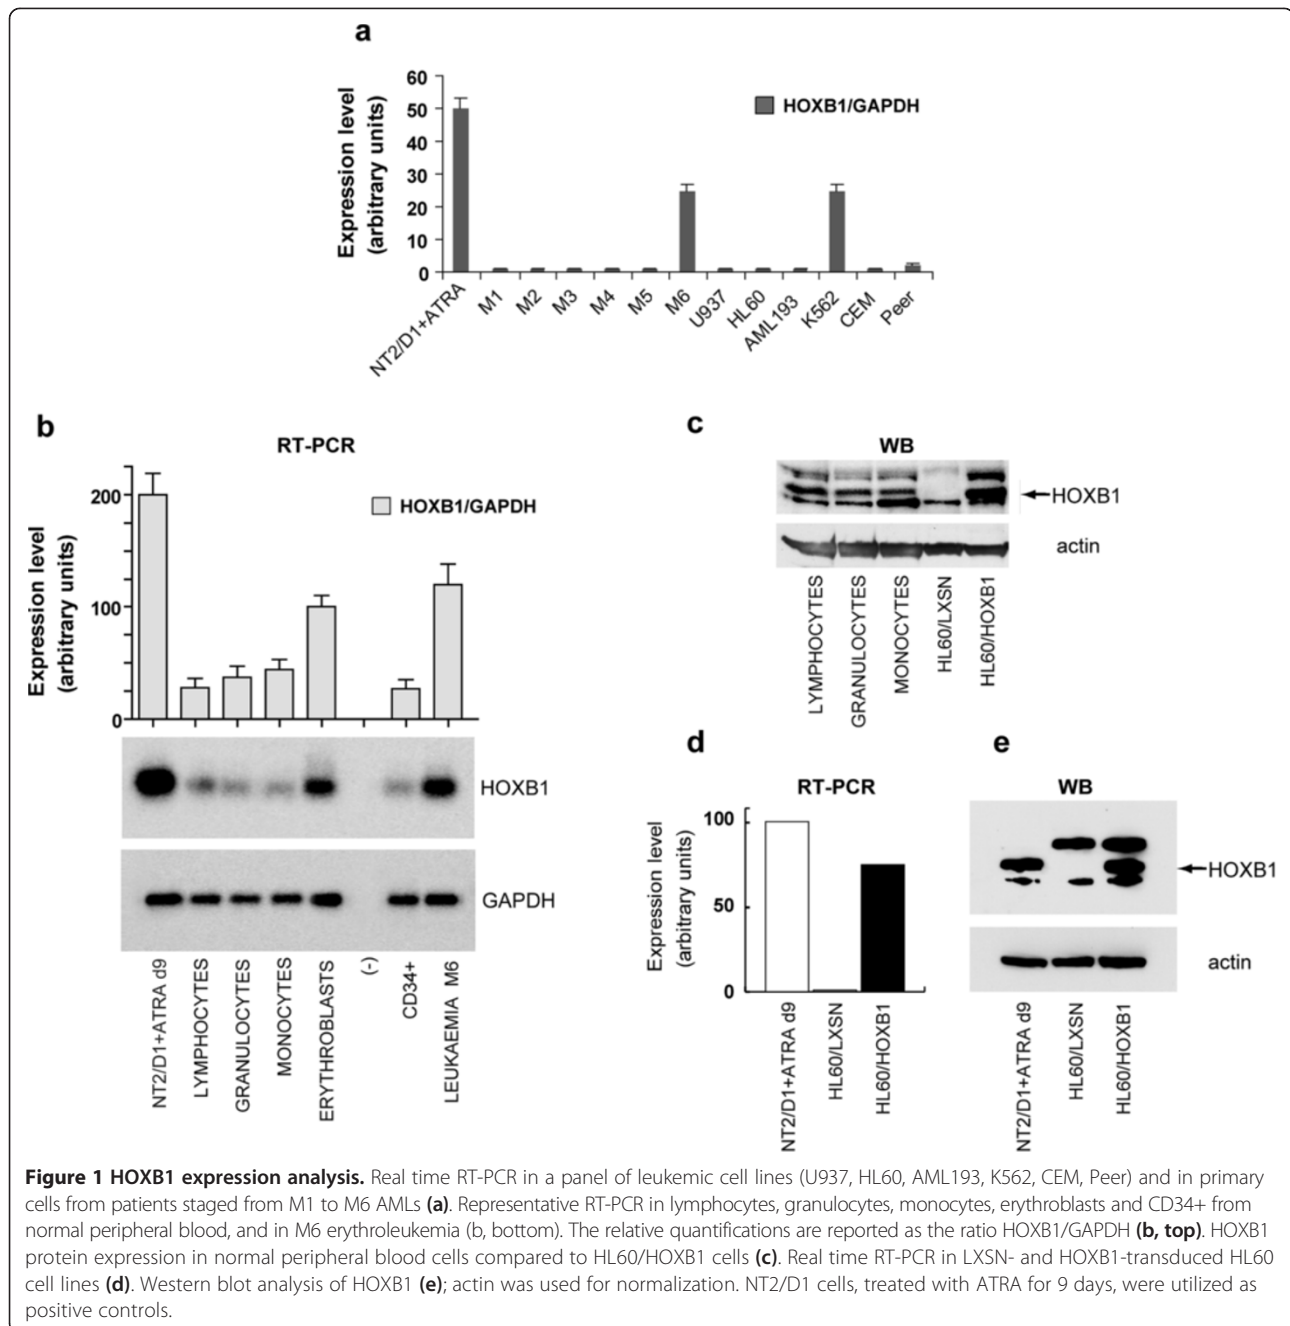 a
60
50
40
30
20
10
0
Expression level
(arbitrary units)
HOXB1/GAPDH
NT2/D1+ATRA
M1
M2
M3
M4
M5
M6
U937
HL60
AML193
K562
CEM
Peer
b
RT-PCR
200
100
0
Expression level
(arbitrary units)
HOXB1/GAPDH
HOXB1
GAPDH
NT2/D1+ATRA d9
LYMPHOCYTES
GRANULOCYTES
MONOCYTES
ERYTHROBLASTS
(-)
CD34+
LEUKAEMIA M6
c
WB
HOXB1
actin
LYMPHOCYTES
GRANULOCYTES
MONOCYTES
HL60/LXSN
HL60/HOXB1
d
RT-PCR
100
50
0
Expression level
(arbitrary units)
NT2/D1+ATRA d9
HL60/LXSN
HL60/HOXB1
e
WB
HOXB1
actin
NT2/D1+ATRA d9
HL60/LXSN
HL60/HOXB1
Figure 1 HOXB1 expression analysis. Real time RT-PCR in a panel of leukemic cell lines (U937, HL60, AML193, K562, CEM, Peer) and in primary
cells from patients staged from M1 to M6 AMLs (a). Representative RT-PCR in lymphocytes, granulocytes, monocytes, erythroblasts and CD34+ from
normal peripheral blood, and in M6 erythroleukemia (b, bottom). The relative quantifications are reported as the ratio HOXB1/GAPDH (b, top). HOXB1
protein expression in normal peripheral blood cells compared to HL60/HOXB1 cells (c). Real time RT-PCR in LXSN- and HOXB1-transduced HL60
cell lines (d). Western blot analysis of HOXB1 (e); actin was used for normalization. NT2/D1 cells, treated with ATRA for 9 days, were utilized as
positive controls.